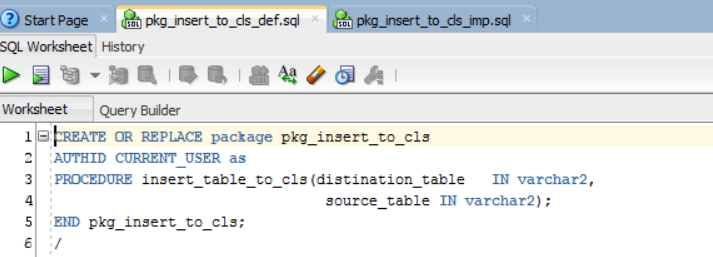 Start Page × pkg_insert_to_cls_def.sql × pkg_insert_to_cls_imp.sql ×
SQL Worksheet History
Worksheet Query Builder
1 CREATE OR REPLACE package pkg_insert_to_cls
2 AUTHID CURRENT_USER as
3 PROCEDURE insert_table_to_cls(distination_table IN varchar2,
4 source_table IN varchar2);
5 END pkg_insert_to_cls;
6 /